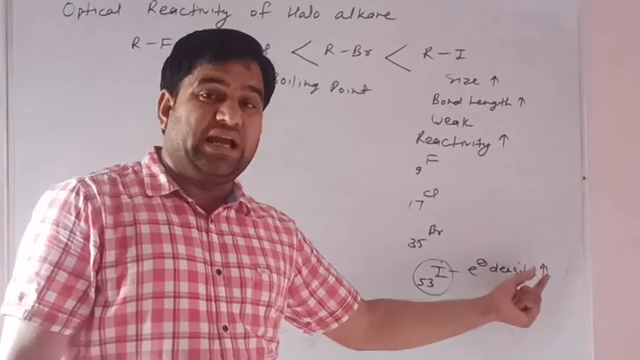 Optical Reactivity of Halo alkane
R-F < R-Br < R-I
Boiling Point
Size ↑
Bond Length ↑
Weak
Reactivity ↑
9F
17Cl
35Br
53I - e⊖ density ↑